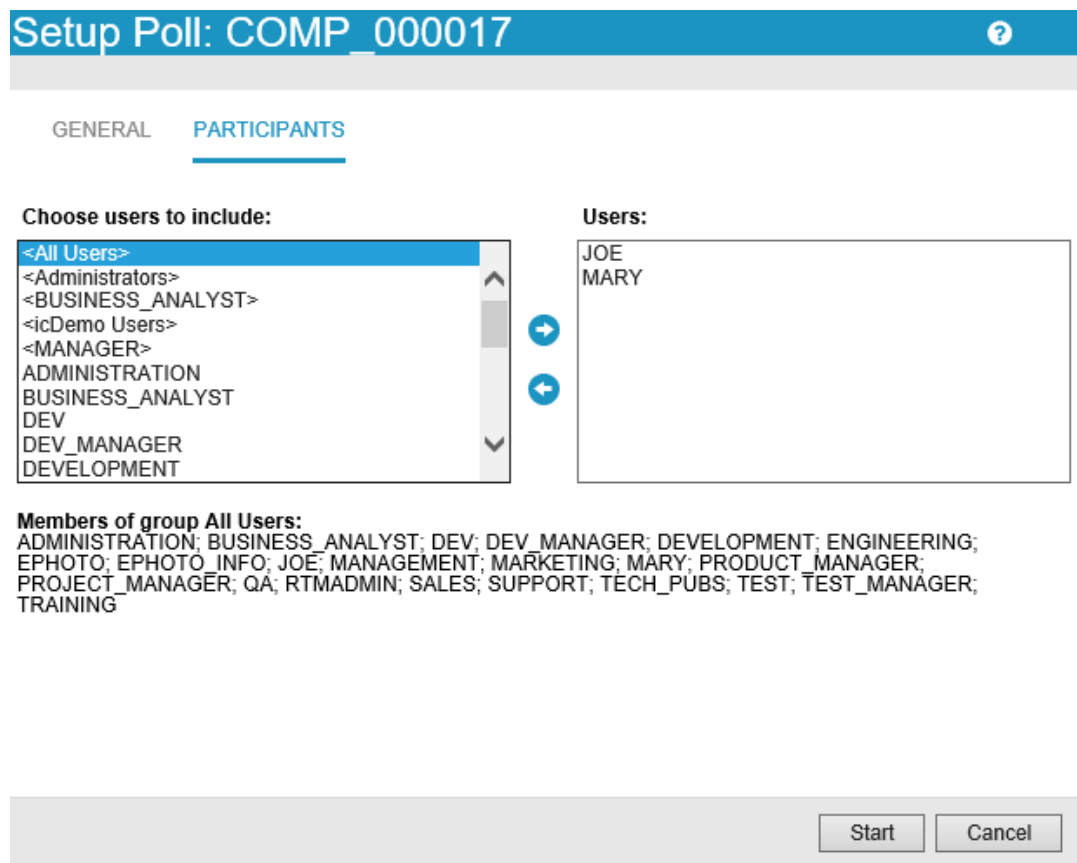 Setup Poll: COMP_000017
?
GENERAL PARTICIPANTS
Choose users to include:
<All Users>
<Administrators>
<BUSINESS_ANALYST>
<icDemo Users>
<MANAGER>
ADMINISTRATION
BUSINESS_ANALYST
DEV
DEV_MANAGER
DEVELOPMENT
Users:
JOE
MARY
Members of group All Users:
ADMINISTRATION; BUSINESS_ANALYST; DEV; DEV_MANAGER; DEVELOPMENT; ENGINEERING;
EPHOTO; EPHOTO_INFO; JOE; MANAGEMENT; MARKETING; MARY; PRODUCT_MANAGER;
PROJECT_MANAGER; QA; RTMADMIN; SALES; SUPPORT; TECH_PUBS; TEST; TEST_MANAGER;
TRAINING
Start Cancel